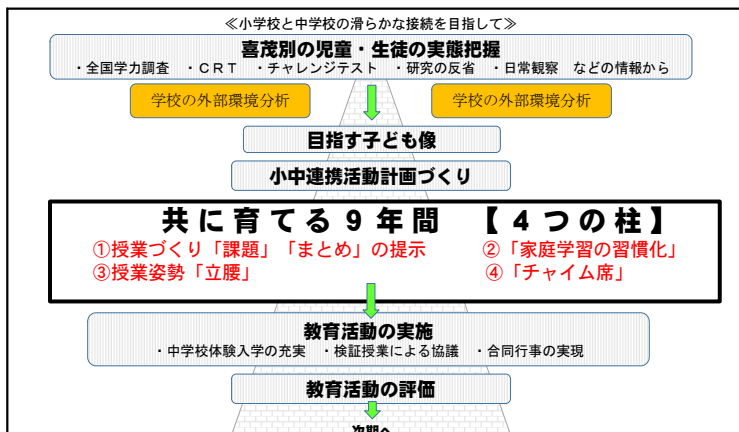 ≪小学校と中学校の滑らかな接続を目指して≫
喜茂別の児童・生徒の実態把握
・全国学力調査 ・ＣＲＴ ・チャレンジテスト ・研究の反省 ・日常観察 などの情報から
学校の外部環境分析 学校の外部環境分析
目指す子ども像
小中連携活動計画づくり
共に育てる９年間 【４つの柱】
①授業づくり「課題」「まとめ」の提示 ②「家庭学習の習慣化」
③授業姿勢「立腰」 ④「チャイム席」
教育活動の実施
・中学校体験入学の充実 ・検証授業による協議 ・合同行事の実現
教育活動の評価
次期へ